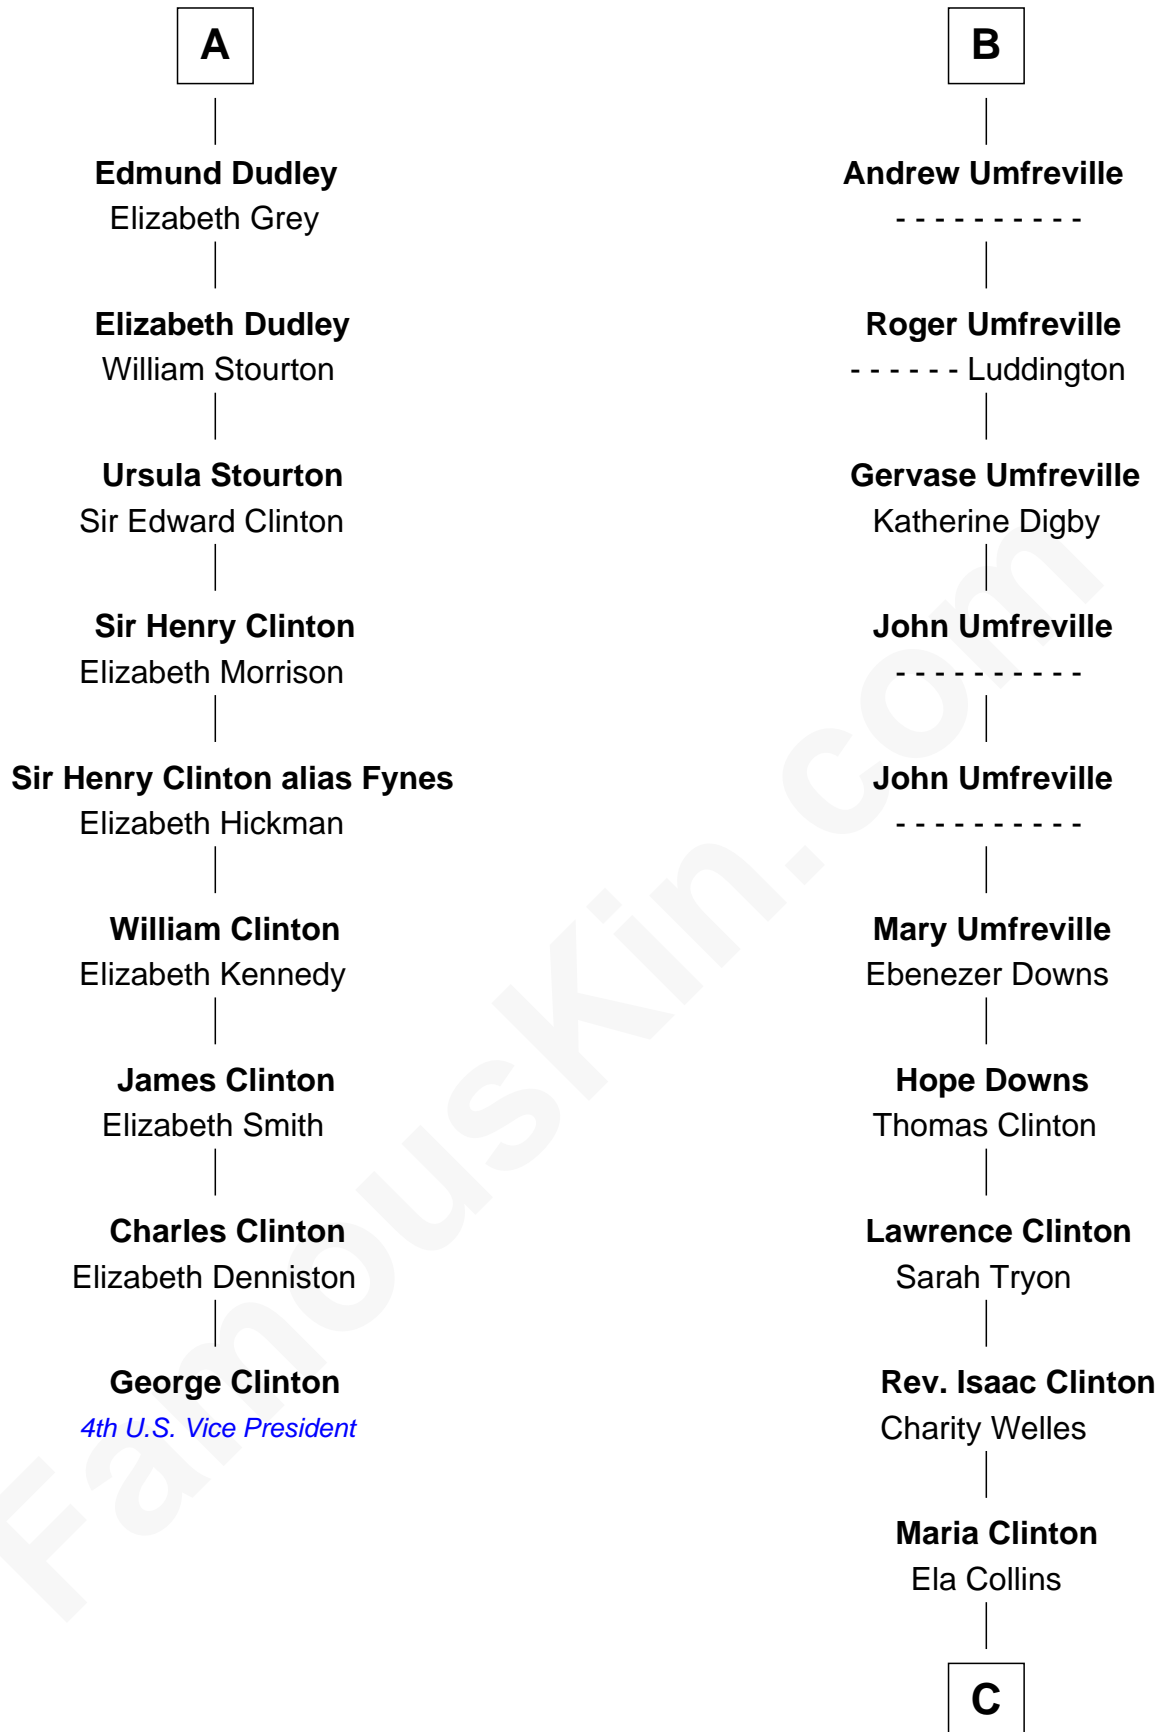 A
Edmund Dudley
Elizabeth Grey
Elizabeth Dudley
William Stourton
Ursula Stourton
Sir Edward Clinton
Sir Henry Clinton
Elizabeth Morrison
Sir Henry Clinton alias Fynes
Elizabeth Hickman
William Clinton
Elizabeth Kennedy
James Clinton
Elizabeth Smith
Charles Clinton
Elizabeth Denniston
George Clinton
4th U.S. Vice President
B
Andrew Umfreville
- - - - - - - - - -
Roger Umfreville
- - - - - - Luddington
Gervase Umfreville
Katherine Digby
John Umfreville
- - - - - - - - - -
John Umfreville
- - - - - - - - - -
Mary Umfreville
Ebenezer Downs
Hope Downs
Thomas Clinton
Lawrence Clinton
Sarah Tryon
Rev. Isaac Clinton
Charity Welles
Maria Clinton
Ela Collins
C
FamousKin.com